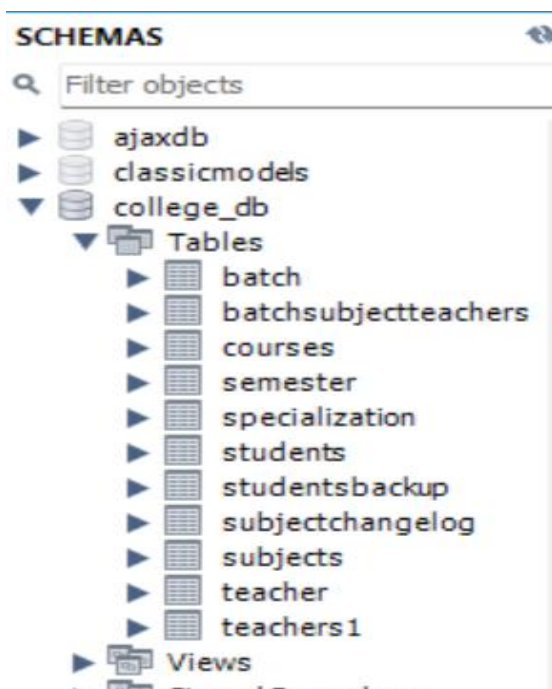 SCHEMAS
Filter objects
ajaxdb
classicmodels
college_db
Tables
batch
batchsubjectteachers
courses
semester
specialization
students
studentsbackup
subjectchangelog
subjects
teacher
teachers1
Views